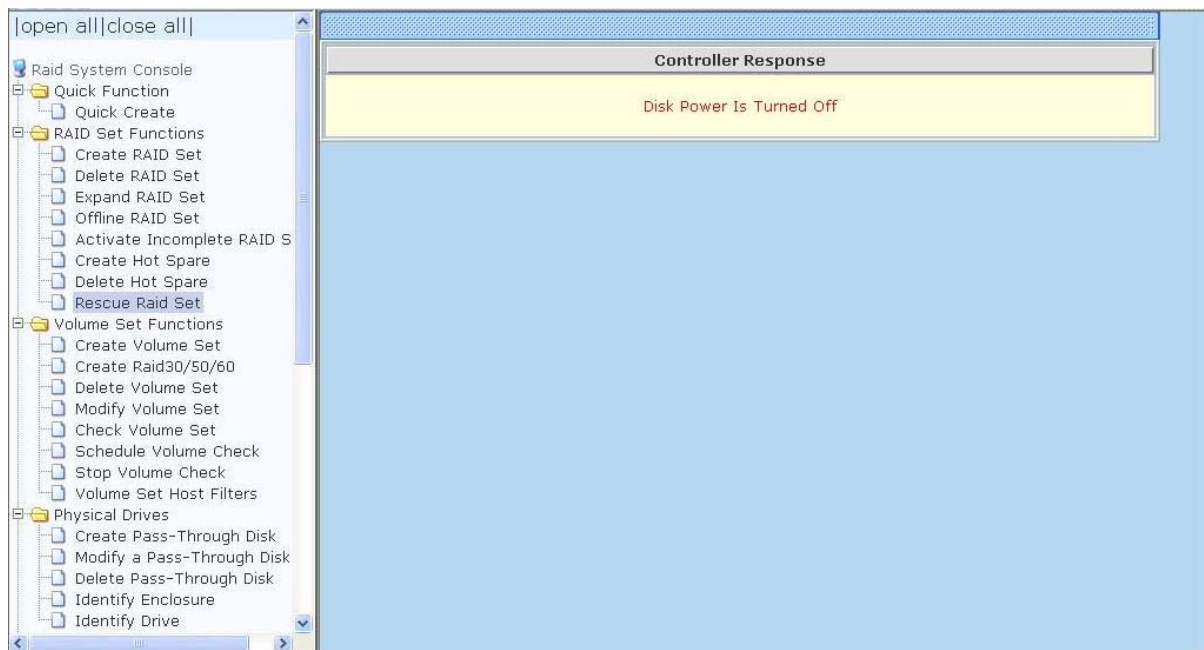 |open all|close all|
Raid System Console
Quick Function
Quick Create
RAID Set Functions
Create RAID Set
Delete RAID Set
Expand RAID Set
Offline RAID Set
Activate Incomplete RAID S
Create Hot Spare
Delete Hot Spare
Rescue Raid Set
Volume Set Functions
Create Volume Set
Create Raid30/50/60
Delete Volume Set
Modify Volume Set
Check Volume Set
Schedule Volume Check
Stop Volume Check
Volume Set Host Filters
Physical Drives
Create Pass-Through Disk
Modify a Pass-Through Disk
Delete Pass-Through Disk
Identify Enclosure
Identify Drive
Controller Response
Disk Power Is Turned Off